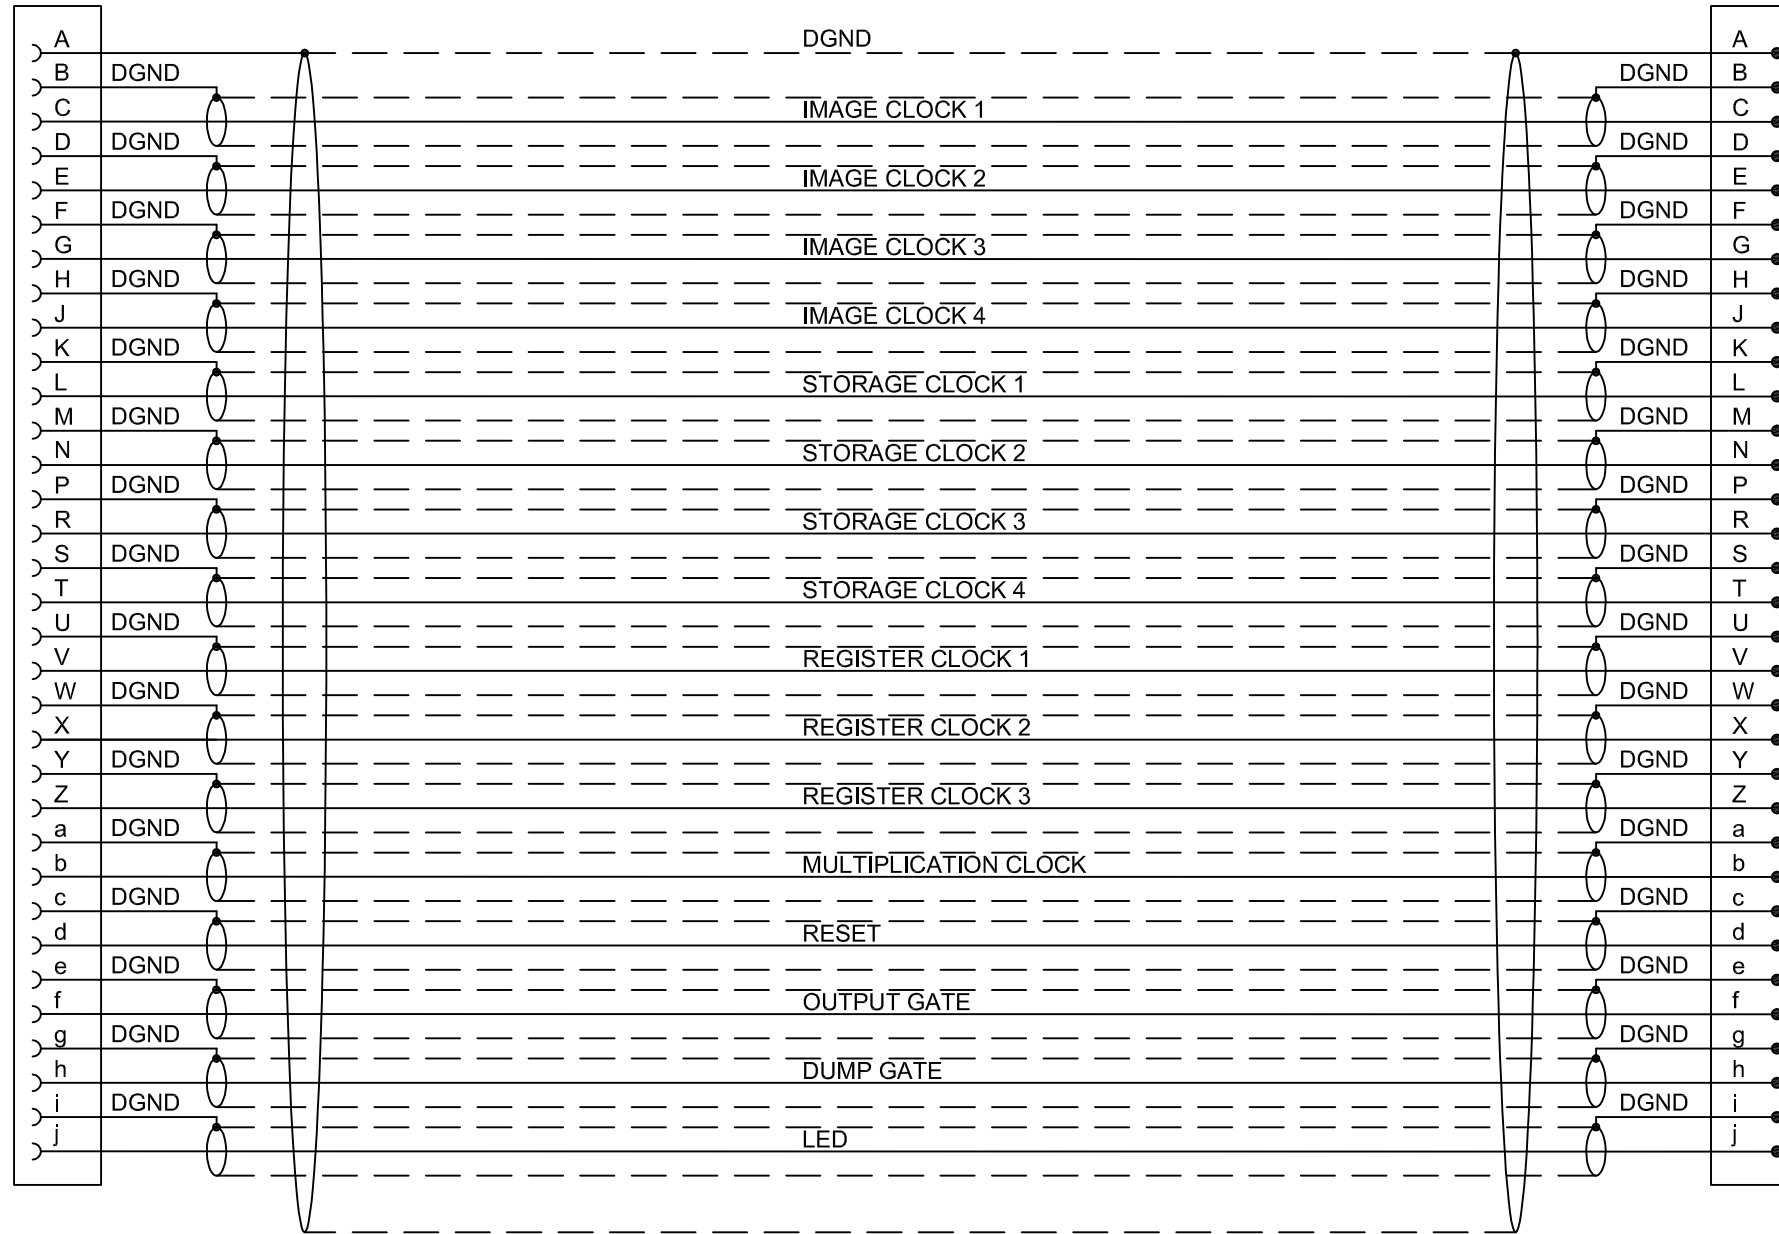 A DGND A
B DGND DGND B
C IMAGE CLOCK 1 C
D DGND DGND D
E IMAGE CLOCK 2 E
F DGND DGND F
G IMAGE CLOCK 3 G
H DGND DGND H
J IMAGE CLOCK 4 J
K DGND DGND K
L STORAGE CLOCK 1 L
M DGND DGND M
N STORAGE CLOCK 2 N
P DGND DGND P
R STORAGE CLOCK 3 R
S DGND DGND S
T STORAGE CLOCK 4 T
U DGND DGND U
V REGISTER CLOCK 1 V
W DGND DGND W
X REGISTER CLOCK 2 X
Y DGND DGND Y
Z REGISTER CLOCK 3 Z
a DGND DGND a
b MULTIPLICATION CLOCK b
c DGND DGND c
d RESET d
e DGND DGND e
f OUTPUT GATE f
g DGND DGND g
h DUMP GATE h
i DGND DGND i
j LED j